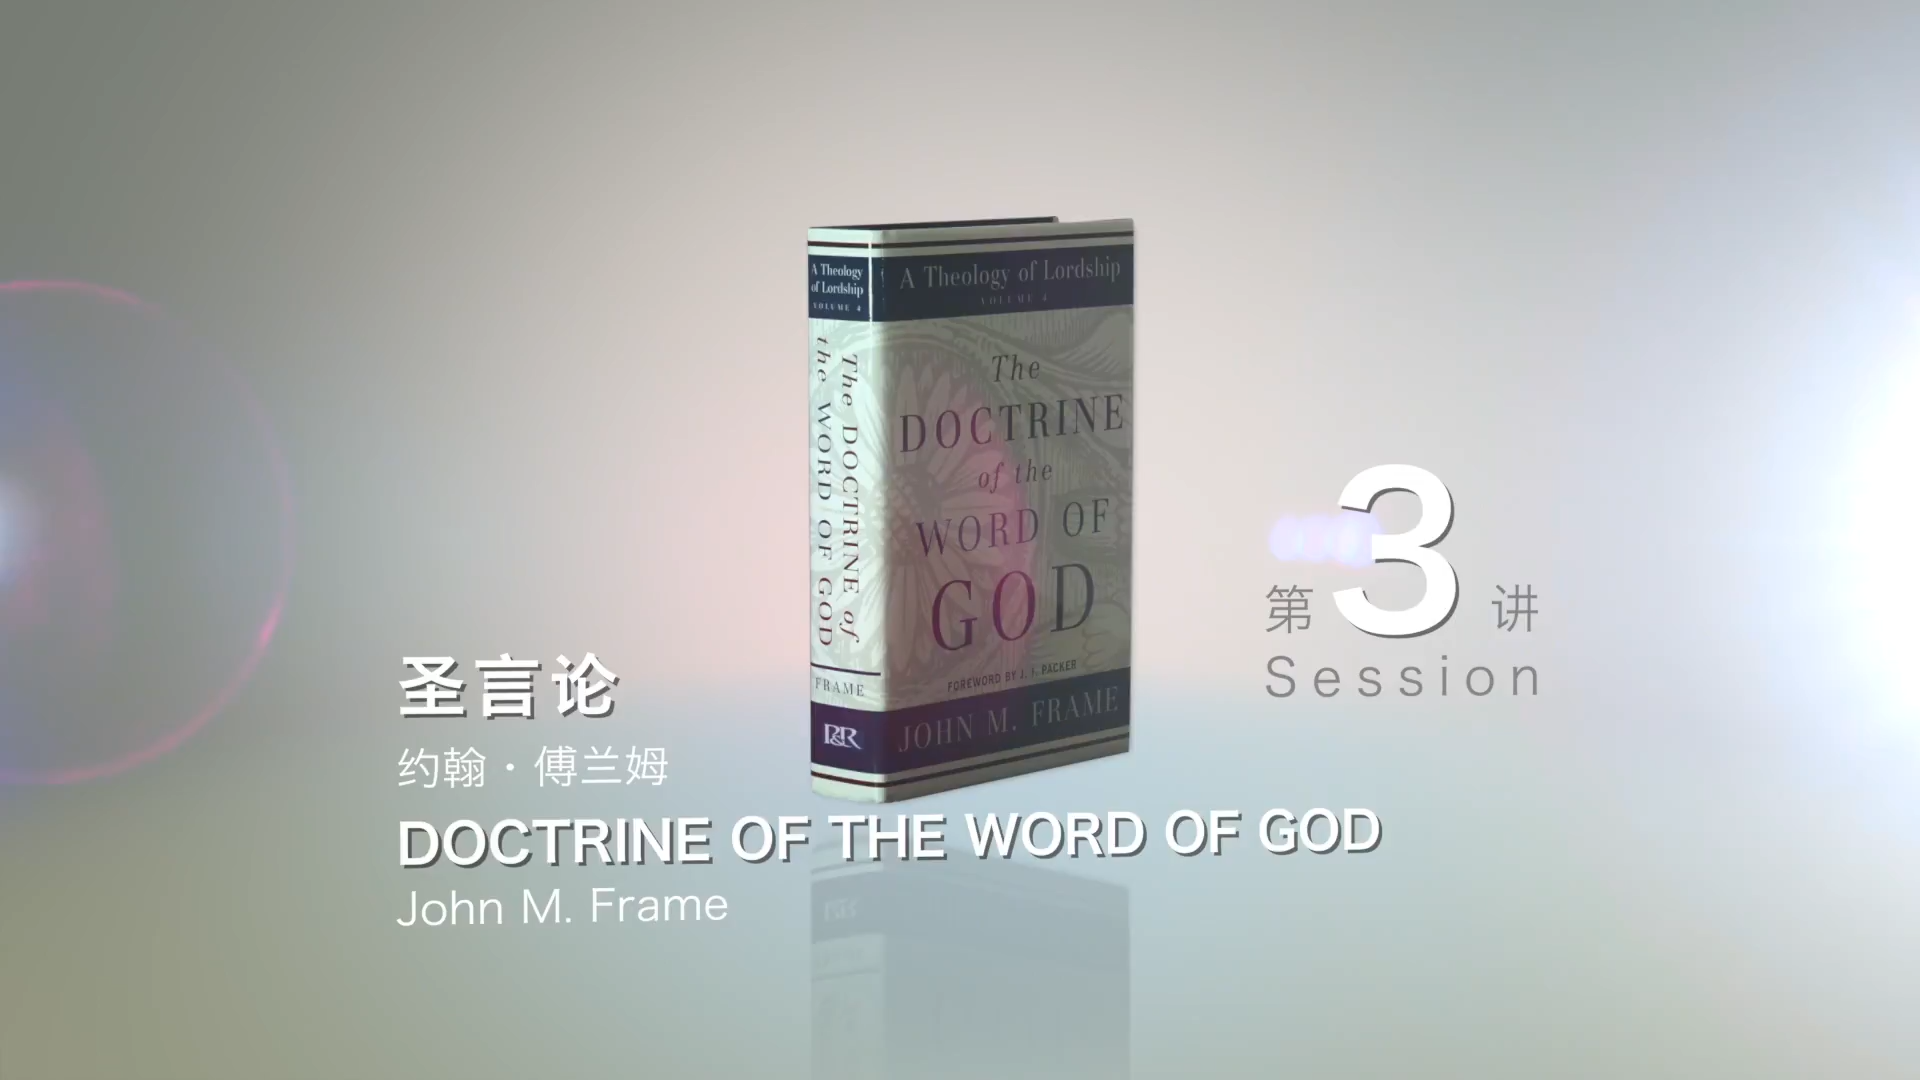 A Theology
of Lordship
VOLUME 4
The DOCTRINE of
the WORD OF GOD
FRAME
P&R
A Theology of Lordship
VOLUME 4
The
DOCTRINE
of the
WORD OF
GOD
FOREWORD BY J. I. PACKER
JOHN M. FRAME
第 3 讲
Session
圣言论
约翰·傅兰姆
DOCTRINE OF THE WORD OF GOD
John M. Frame